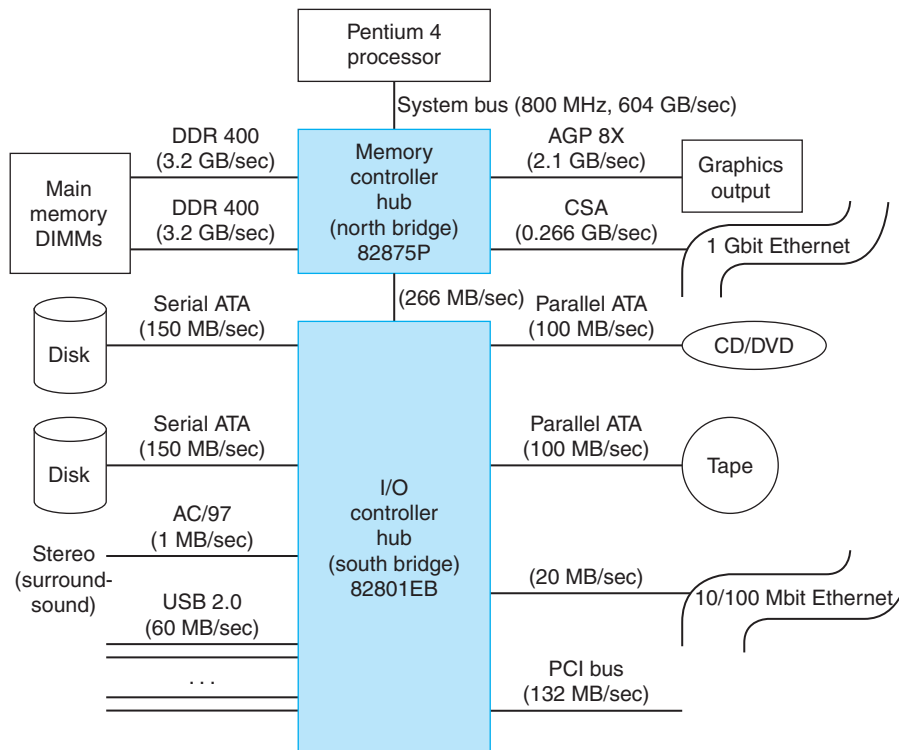 Pentium 4
processor
System bus (800 MHz, 604 GB/sec)
DDR 400
(3.2 GB/sec)
AGP 8X
(2.1 GB/sec)
Main
memory
DIMMs
Memory
controller
hub
(north bridge)
82875P
Graphics
output
DDR 400
(3.2 GB/sec)
CSA
(0.266 GB/sec)
1 Gbit Ethernet
(266 MB/sec)
Serial ATA
(150 MB/sec)
Parallel ATA
(100 MB/sec)
Disk
CD/DVD
Serial ATA
(150 MB/sec)
Parallel ATA
(100 MB/sec)
Disk
Tape
I/O
controller
hub
(south bridge)
82801EB
AC/97
(1 MB/sec)
Stereo
(surround-
sound)
(20 MB/sec)
10/100 Mbit Ethernet
USB 2.0
(60 MB/sec)
. . .
PCI bus
(132 MB/sec)